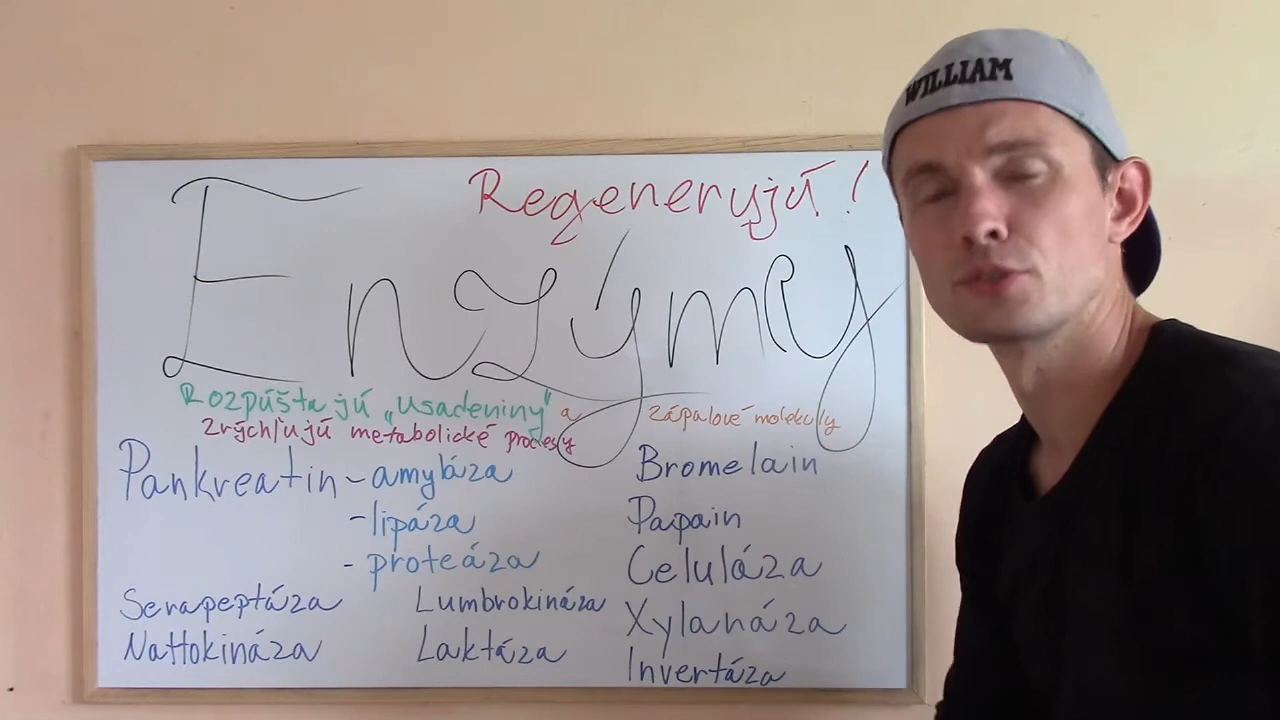 WILLIAM
Regenerujú!
Enzýmy
Rozpúšťajú „usadeniny" a zápalové molekuly
Zrýchľujú metabolické procesy
Pankreatin - amyláza
- lipáza
- proteáza
Serapeptáza
Nattokináza
Lumbrokináza
Laktáza
Bromelain
Papain
Celuláza
Xylanáza
Invertáza